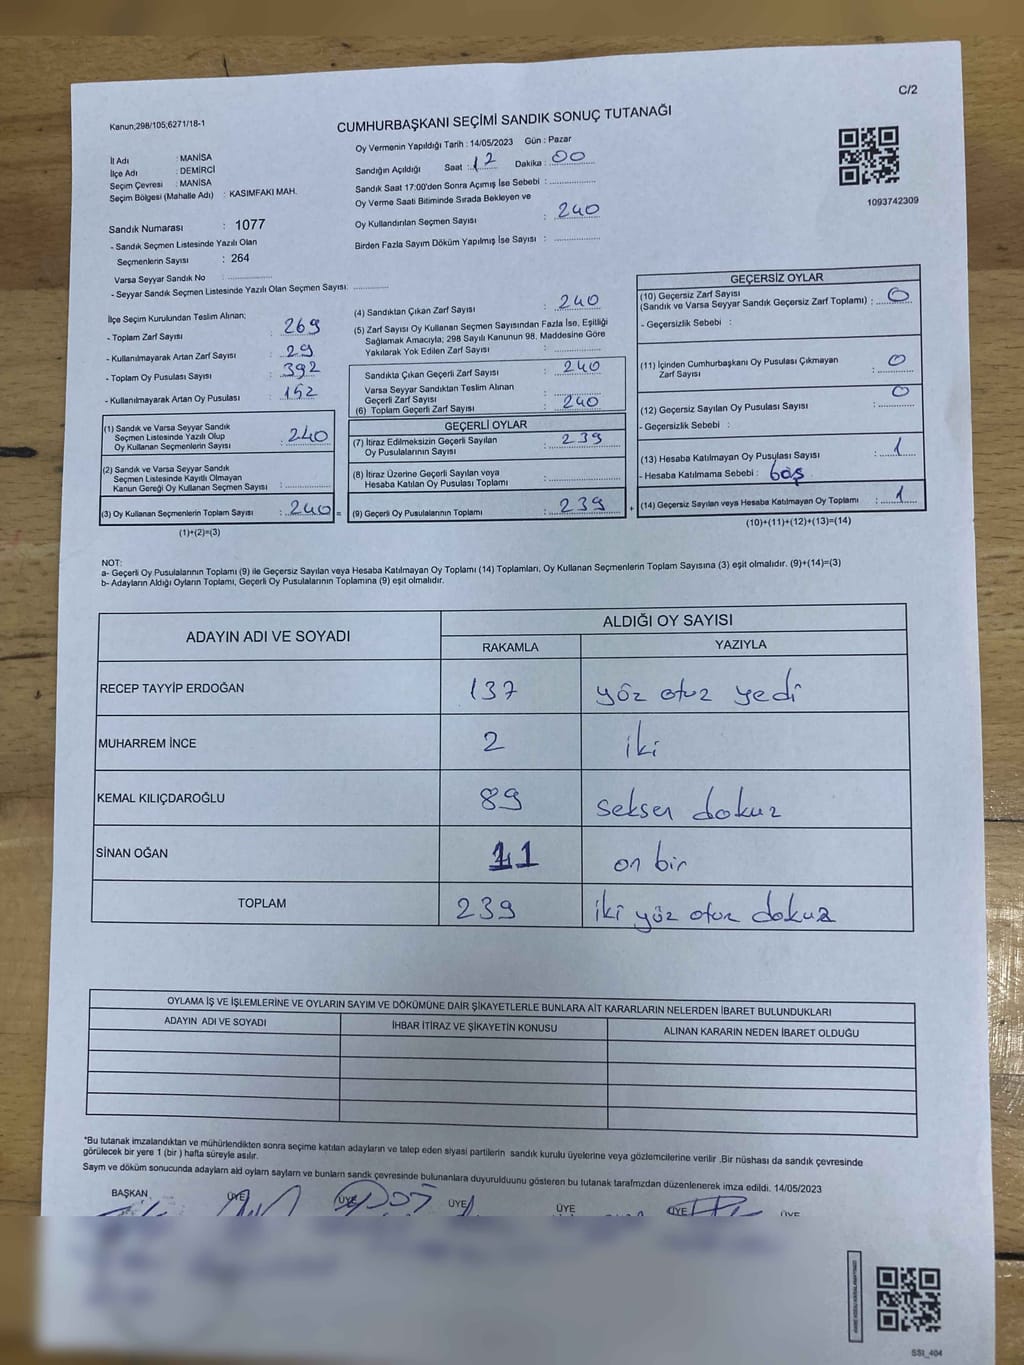 C/2
Kanun;298/105;6271/18-1
CUMHURBAŞKANI SEÇİMİ SANDIK SONUÇ TUTANAĞI
Oy Vermenin Yapıldığı Tarih : 14/05/2023 Gün : Pazar
İl Adı : MANİSA
İlçe Adı : DEMİRCİ
Seçim Çevresi : MANİSA
Seçim Bölgesi (Mahalle Adı) : KASIMFAKI MAH.
Sandığın Açıldığı Saat : 12 Dakika : 00
Sandık Saat 17:00'den Sonra Açımış İse Sebebi :
Oy Verme Saati Bitiminde Sırada Bekleyen ve
Oy Kullandırılan Seçmen Sayısı : 240
Birden Fazla Sayım Döküm Yapılmış İse Sayısı :
1093742309
Sandık Numarası : 1077
- Sandık Seçmen Listesinde Yazılı Olan
Seçmenlerin Sayısı : 264
Varsa Seyyar Sandık No :
- Seyyar Sandık Seçmen Listesinde Yazılı Olan Seçmen Sayısı:
İlçe Seçim Kurulundan Teslim Alınan;
- Toplam Zarf Sayısı : 269
- Kullanılmayarak Artan Zarf Sayısı : 29
- Toplam Oy Pusulası Sayısı : 392
- Kullanılmayarak Artan Oy Pusulası : 152
(1) Sandık ve Varsa Seyyar Sandık
Seçmen Listesinde Yazılı Olup
Oy Kullanan Seçmenlerin Sayısı : 240
(2) Sandık ve Varsa Seyyar Sandık
Seçmen Listesinde Kayıtlı Olmayan
Kanun Gereği Oy Kullanan Seçmen Sayısı :
(3) Oy Kullanan Seçmenlerin Toplam Sayısı : 240 =
(1)+(2)=(3)
(4) Sandıktan Çıkan Zarf Sayısı : 240
(5) Zarf Sayısı Oy Kullanan Seçmen Sayısından Fazla İse, Eşitliği
Sağlamak Amacıyla; 298 Sayılı Kanunun 98. Maddesine Göre
Yakılarak Yok Edilen Zarf Sayısı :
Sandıkta Çıkan Geçerli Zarf Sayısı : 240
Varsa Seyyar Sandıktan Teslim Alınan
Geçerli Zarf Sayısı :
(6) Toplam Geçerli Zarf Sayısı : 240
GEÇERLİ OYLAR
(7) İtiraz Edilmeksizin Geçerli Sayılan
Oy Pusulalarının Sayısı : 239
(8) İtiraz Üzerine Geçerli Sayılan veya
Hesaba Katılan Oy Pusulası Toplamı :
(9) Geçerli Oy Pusulalarının Toplamı : 239 +
GEÇERSİZ OYLAR
(10) Geçersiz Zarf Sayısı
(Sandık ve Varsa Seyyar Sandık Geçersiz Zarf Toplamı) : 0
- Geçersizlik Sebebi :
(11) İçinden Cumhurbaşkanı Oy Pusulası Çıkmayan
Zarf Sayısı : 0
(12) Geçersiz Sayılan Oy Pusulası Sayısı : 0
- Geçersizlik Sebebi :
(13) Hesaba Katılmayan Oy Pusulası Sayısı : 1
- Hesaba Katılmama Sebebi : boş
(14) Geçersiz Sayılan veya Hesaba Katılmayan Oy Toplamı : 1
(10)+(11)+(12)+(13)=(14)
NOT:
a- Geçerli Oy Pusulalarının Toplamı (9) ile Geçersiz Sayılan veya Hesaba Katılmayan Oy Toplamı (14) Toplamları, Oy Kullanan Seçmenlerin Toplam Sayısına (3) eşit olmalıdır. (9)+(14)=(3)
b- Adayların Aldığı Oyların Toplamı, Geçerli Oy Pusulalarının Toplamına (9) eşit olmalıdır.
ADAYIN ADI VE SOYADI
ALDIĞI OY SAYISI
RAKAMLA YAZIYLA
RECEP TAYYİP ERDOĞAN 137 yüz otuz yedi
MUHARREM İNCE 2 iki
KEMAL KILIÇDAROĞLU 89 seksen dokuz
SİNAN OĞAN 11 on bir
TOPLAM 239 iki yüz otuz dokuz
OYLAMA İŞ VE İŞLEMLERİNE VE OYLARIN SAYIM VE DÖKÜMÜNE DAİR ŞİKAYETLERLE BUNLARA AİT KARARLARIN NELERDEN İBARET BULUNDUKLARI
ADAYIN ADI VE SOYADI İHBAR İTİRAZ VE ŞİKAYETİN KONUSU ALINAN KARARIN NEDEN İBARET OLDUĞU
*Bu tutanak imzalandıktan ve mühürlendikten sonra seçime katılan adayların ve talep eden siyasi partilerin sandık kurulu üyelerine veya gözlemcilerine verilir .Bir nüshası da sandık çevresinde
görülecek bir yere 1 (bir ) hafta süreyle asılır.
Sayım ve döküm sonucunda adayların aldığı oyların sayıları ve bunların sandık çevresinde bulunanlara duyurulduunu gösteren bu tutanak tarafımızdan düzenlenerek imza edildi. 14/05/2023
BAŞKAN ÜYE ÜYE ÜYE ÜYE ÜYE ÜYE
SSI_404